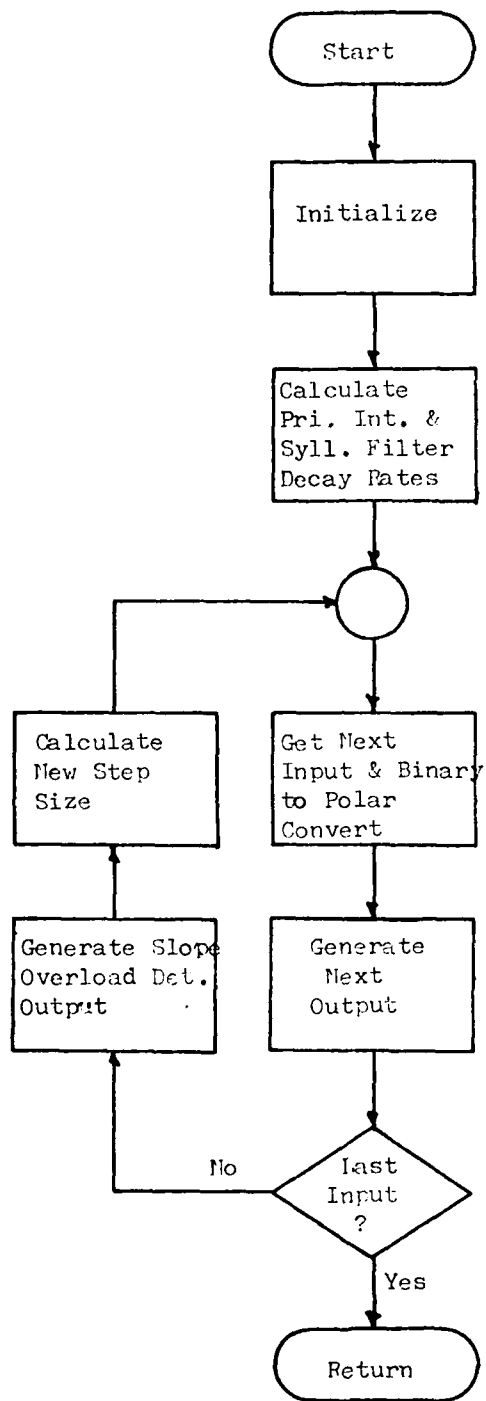 Start
Initialize
Calculate
Pri. Int. &
Syll. Filter
Decay Rates
Get Next
Input & Binary
to Polar
Convert
Generate
Next
Output
Last
Input
?
No
Generate Slope
Overload Det.
Output
Calculate
New Step
Size
Yes
Return